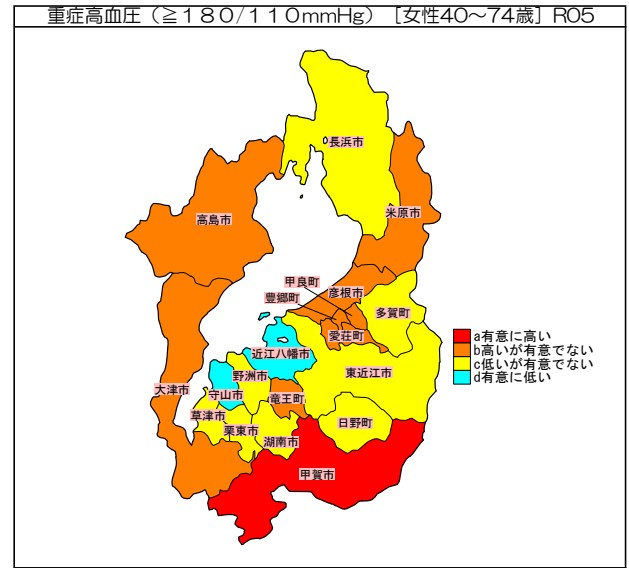 重症高血圧（≧１８０/１１０mmHg） [女性40～74歳] R05
長浜市
米原市
高島市
甲良町
彦根市
豊郷町
多賀町
愛荘町
a有意に高い
b高いが有意でない
c低いが有意でない
d有意に低い
近江八幡市
東近江市
野洲市
大津市
守山市
竜王町
草津市
日野町
栗東市
湖南市
甲賀市